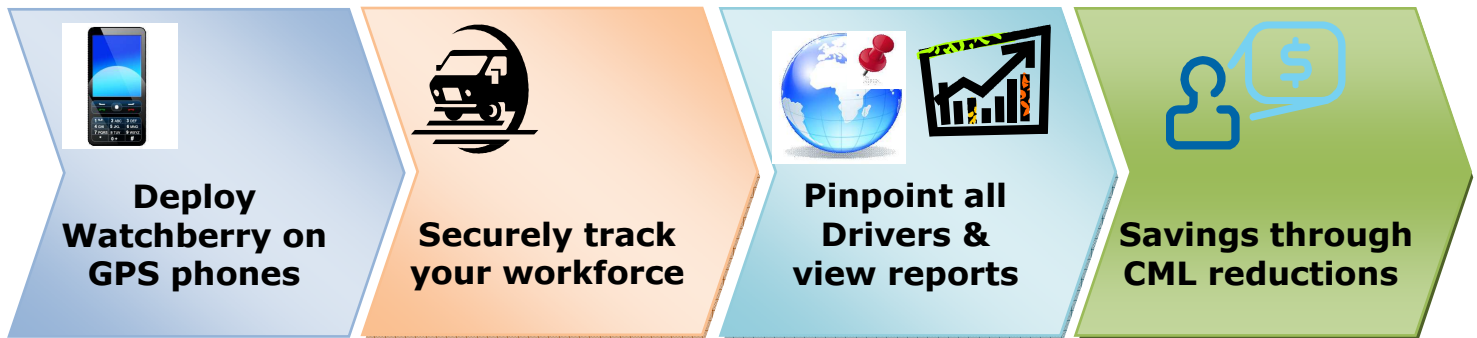 Deploy
Watchberry on
GPS phones
Securely track
your workforce
Pinpoint all
Drivers &
view reports
$
Savings through
CML reductions